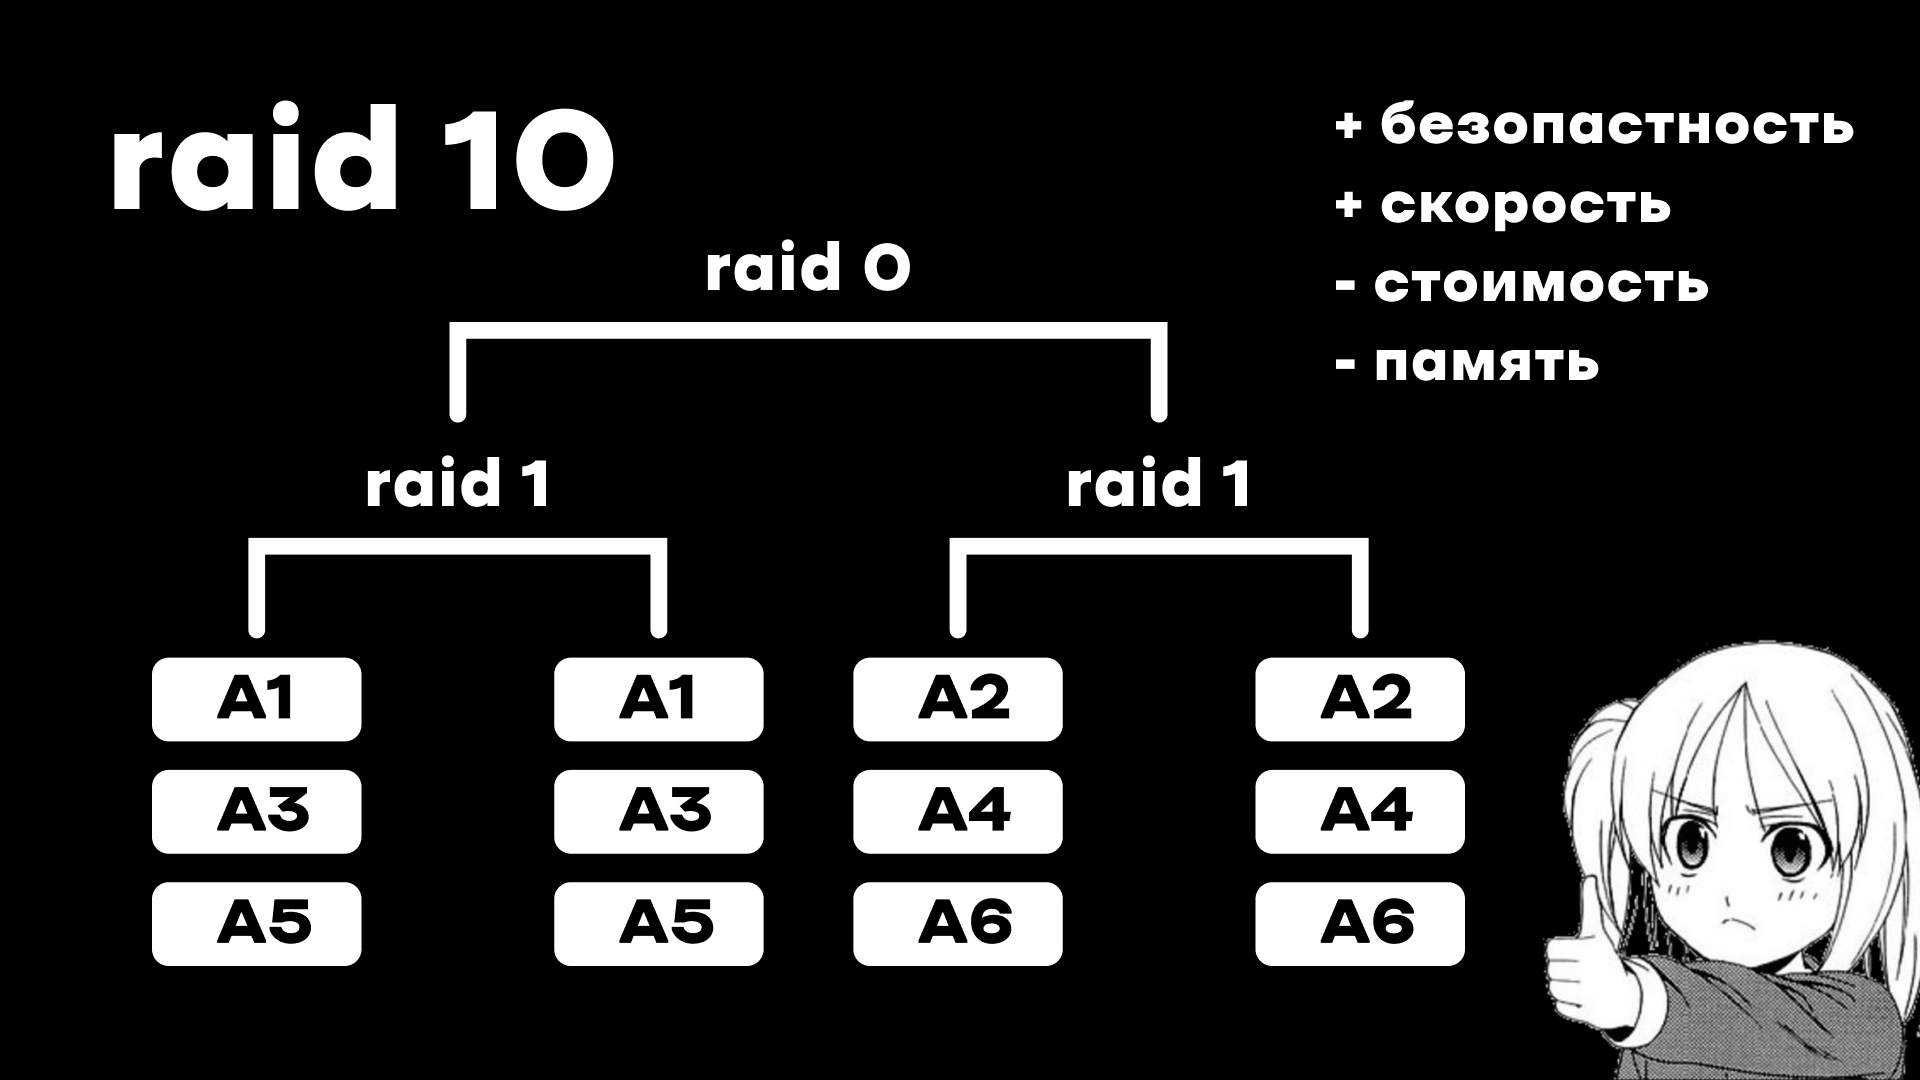 raid 10
+ безопастность
+ скорость
- стоимость
- память
raid 0
raid 1 raid 1
A1 A1 A2 A2
A3 A3 A4 A4
A5 A5 A6 A6